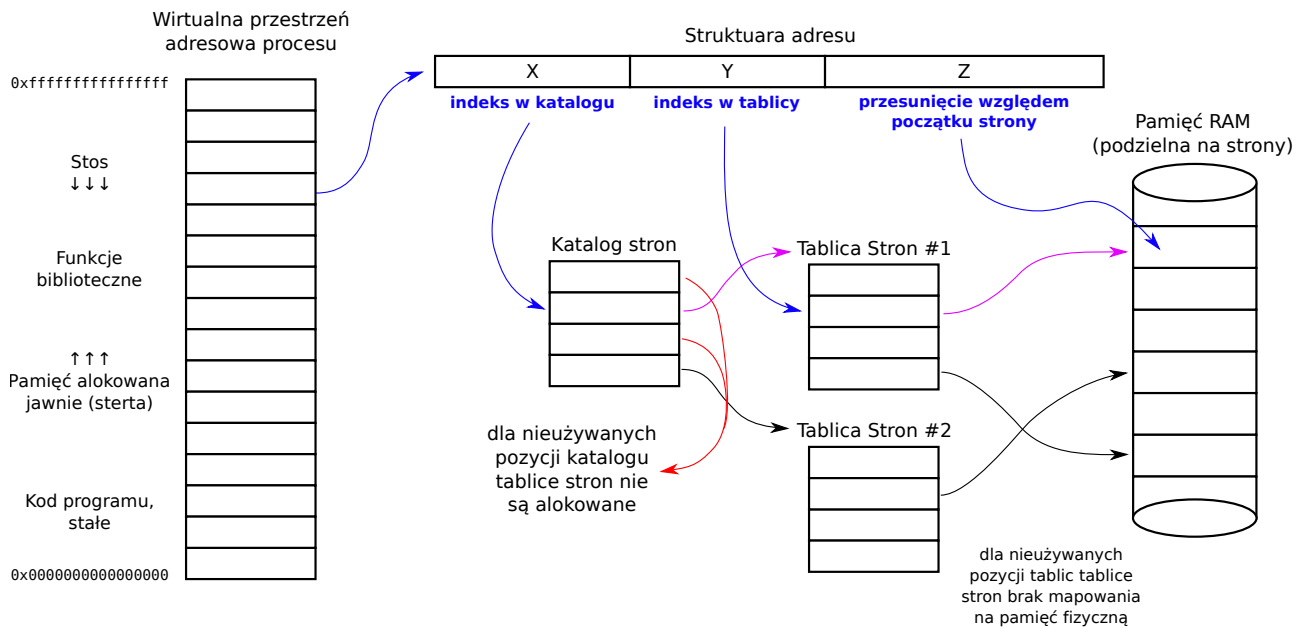 Wirtualna przestrzeń
adresowa procesu
0xffffffffffffffff
Stos
↓↓↓
Funkcje
biblioteczne
↑↑↑
Pamięć alokowana
jawnie (sterta)
Kod programu,
stałe
0x0000000000000000
Struktuara adresu
X Y Z
indeks w katalogu
indeks w tablicy
przesunięcie względem
początku strony
Katalog stron
Tablica Stron #1
Tablica Stron #2
dla nieużywanych
pozycji katalogu
tablice stron nie
są alokowane
Pamięć RAM
(podzielna na strony)
dla nieużywanych
pozycji tablic tablice
stron brak mapowania
na pamięć fizyczną